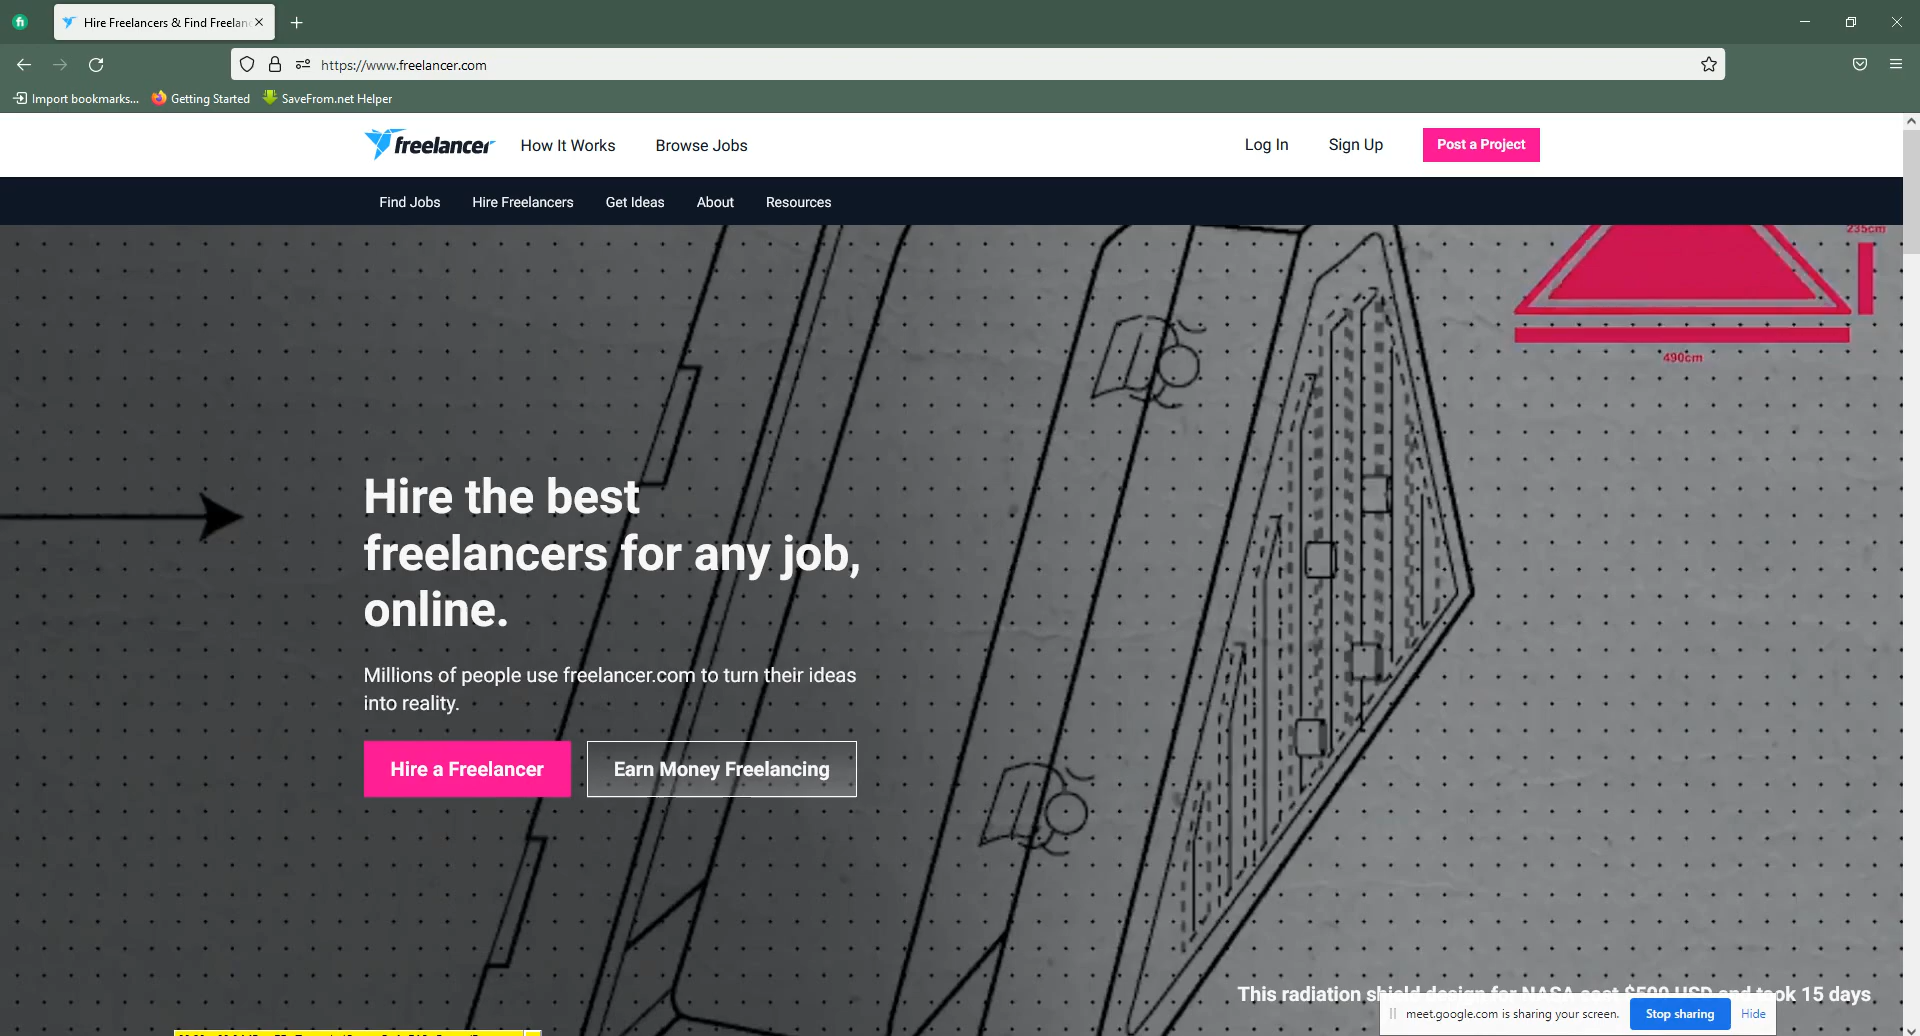 Hire Freelancers & Find Freelanc
https://www.freelancer.com
Import bookmarks...
Getting Started
SaveFrom.net Helper
freelancer
How It Works
Browse Jobs
Log In
Sign Up
Post a Project
Find Jobs
Hire Freelancers
Get Ideas
About
Resources
235cm
490cm
Hire the best
freelancers for any job,
online.
Millions of people use freelancer.com to turn their ideas
into reality.
Hire a Freelancer
Earn Money Freelancing
This radiation shield design for NASA cost $500 USD and took 15 days
meet.google.com is sharing your screen.
Stop sharing
Hide